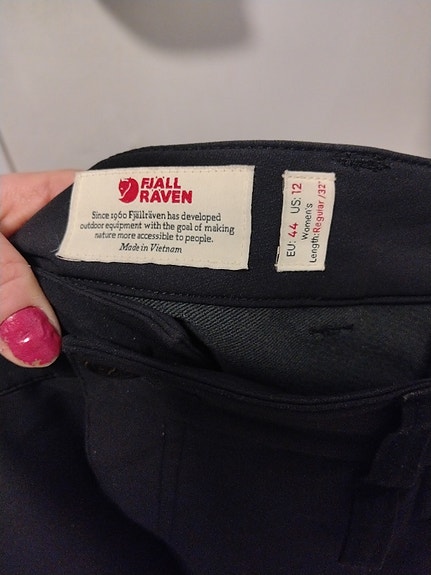 FJÄLL
RÄVEN
Since 1960 Fjällräven has developed
outdoor equipment with the goal of making
nature more accessible to people.
Made in Vietnam
EU: 44 US: 12
Women's
Length: Regular /32"